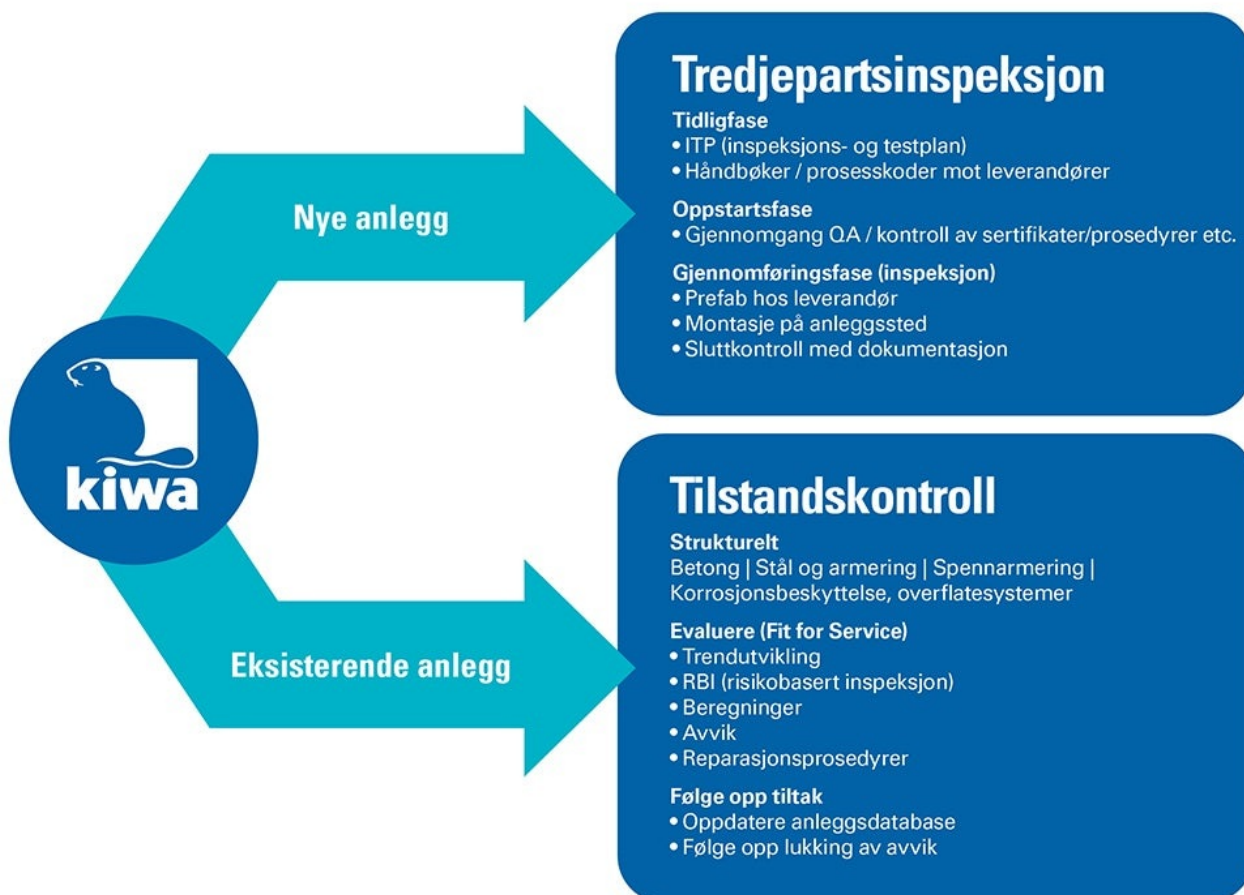 Tredjepartsinspeksjon
Tidligfase
• ITP (inspeksjons- og testplan)
• Håndbøker / prosesskoder mot leverandører
Oppstartsfase
• Gjennomgang QA / kontroll av sertifikater/prosedyrer etc.
Gjennomføringsfase (inspeksjon)
• Prefab hos leverandør
• Montasje på anleggssted
• Sluttkontroll med dokumentasjon
Nye anlegg
kiwa
Eksisterende anlegg
Tilstandskontroll
Strukturelt
Betong | Stål og armering | Spennarmering |
Korrosjonsbeskyttelse, overflatesystemer
Evaluere (Fit for Service)
• Trendutvikling
• RBI (risikobasert inspeksjon)
• Beregninger
• Avvik
• Reparasjonsprosedyrer
Følge opp tiltak
• Oppdatere anleggsdatabase
• Følge opp lukking av avvik